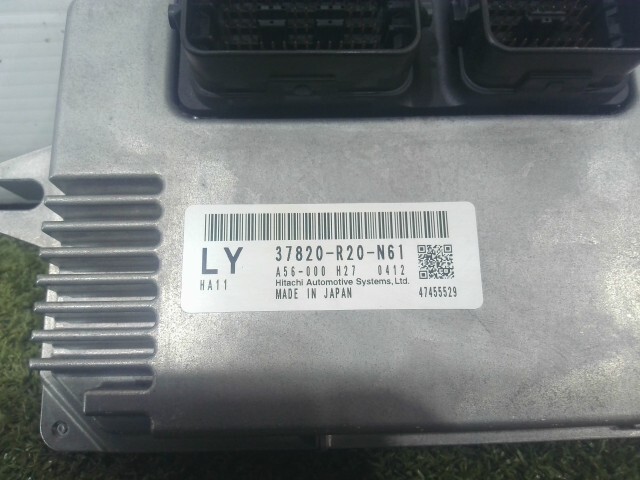 LY 37820-R20-N61
A56-000 H27 0412
HA11 Hitachi Automotive Systems,Ltd.
MADE IN JAPAN 47455529